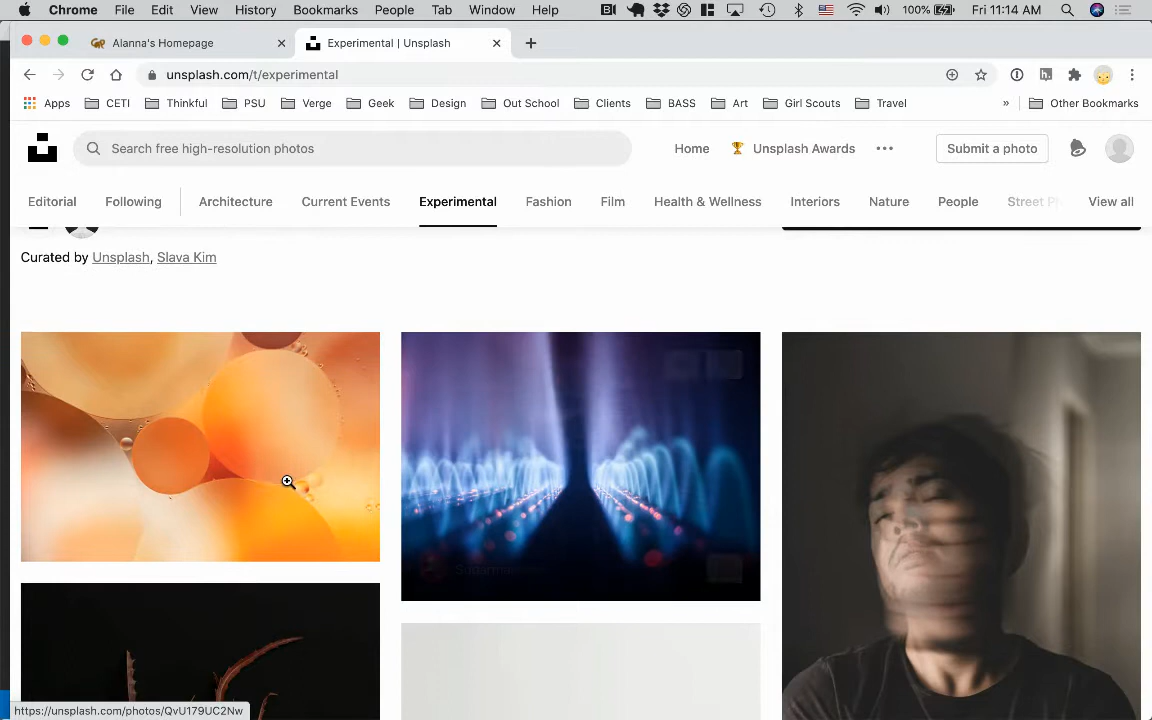 Chrome File Edit View History Bookmarks People Tab Window Help 100% Fri 11:14 AM
Alanna's Homepage Experimental | Unsplash
unsplash.com/t/experimental
Apps CETI Thinkful PSU Verge Geek Design Out School Clients BASS Art Girl Scouts Travel » Other Bookmarks
Search free high-resolution photos Home Unsplash Awards Submit a photo
Editorial Following Architecture Current Events Experimental Fashion Film Health & Wellness Interiors Nature People Street View all
Curated by Unsplash, Slava Kim
https://unsplash.com/photos/QvU179UC2Nw